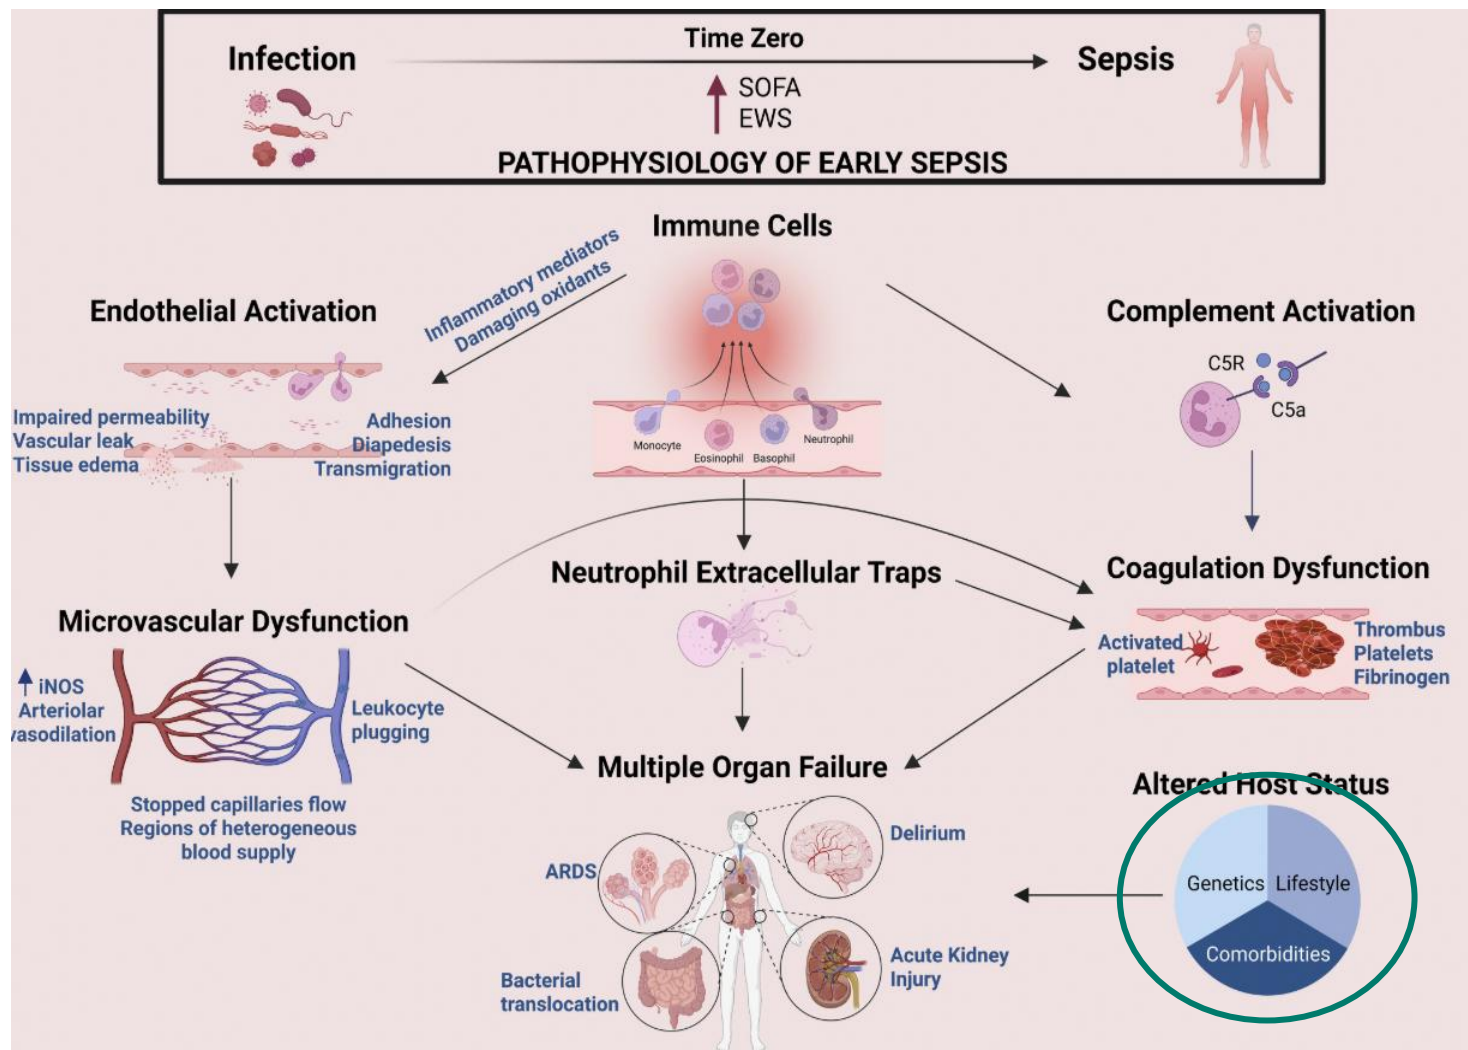 Infection
Time Zero
Sepsis
SOFA
EWS
PATHOPHYSIOLOGY OF EARLY SEPSIS
Immune Cells
Inflammatory mediators
Damaging oxidants
Endothelial Activation
Impaired permeability
Vascular leak
Tissue edema
Adhesion
Diapedesis
Transmigration
Monocyte
Eosinophil
Basophil
Neutrophil
Complement Activation
C5R
C5a
Neutrophil Extracellular Traps
Coagulation Dysfunction
Activated
platelet
Thrombus
Platelets
Fibrinogen
Microvascular Dysfunction
iNOS
Arteriolar
vasodilation
Leukocyte
plugging
Stopped capillaries flow
Regions of heterogeneous
blood supply
Multiple Organ Failure
ARDS
Delirium
Bacterial
translocation
Acute Kidney
Injury
Altered Host Status
Genetics
Lifestyle
Comorbidities